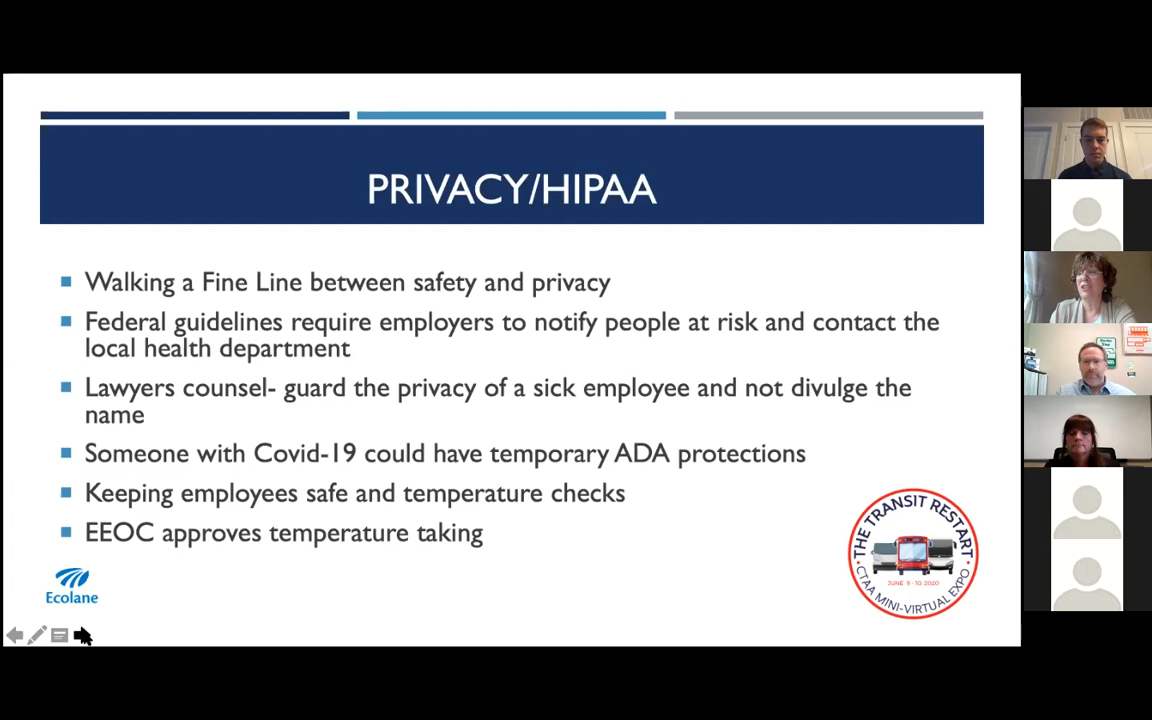 PRIVACY/HIPAA
Walking a Fine Line between safety and privacy
Federal guidelines require employers to notify people at risk and contact the
local health department
Lawyers counsel- guard the privacy of a sick employee and not divulge the
name
Someone with Covid-19 could have temporary ADA protections
Keeping employees safe and temperature checks
EEOC approves temperature taking
Ecolane
THE TRANSIT RESTART
JUNE 9 - 10, 2020
CTAA MINI-VIRTUAL EXPO